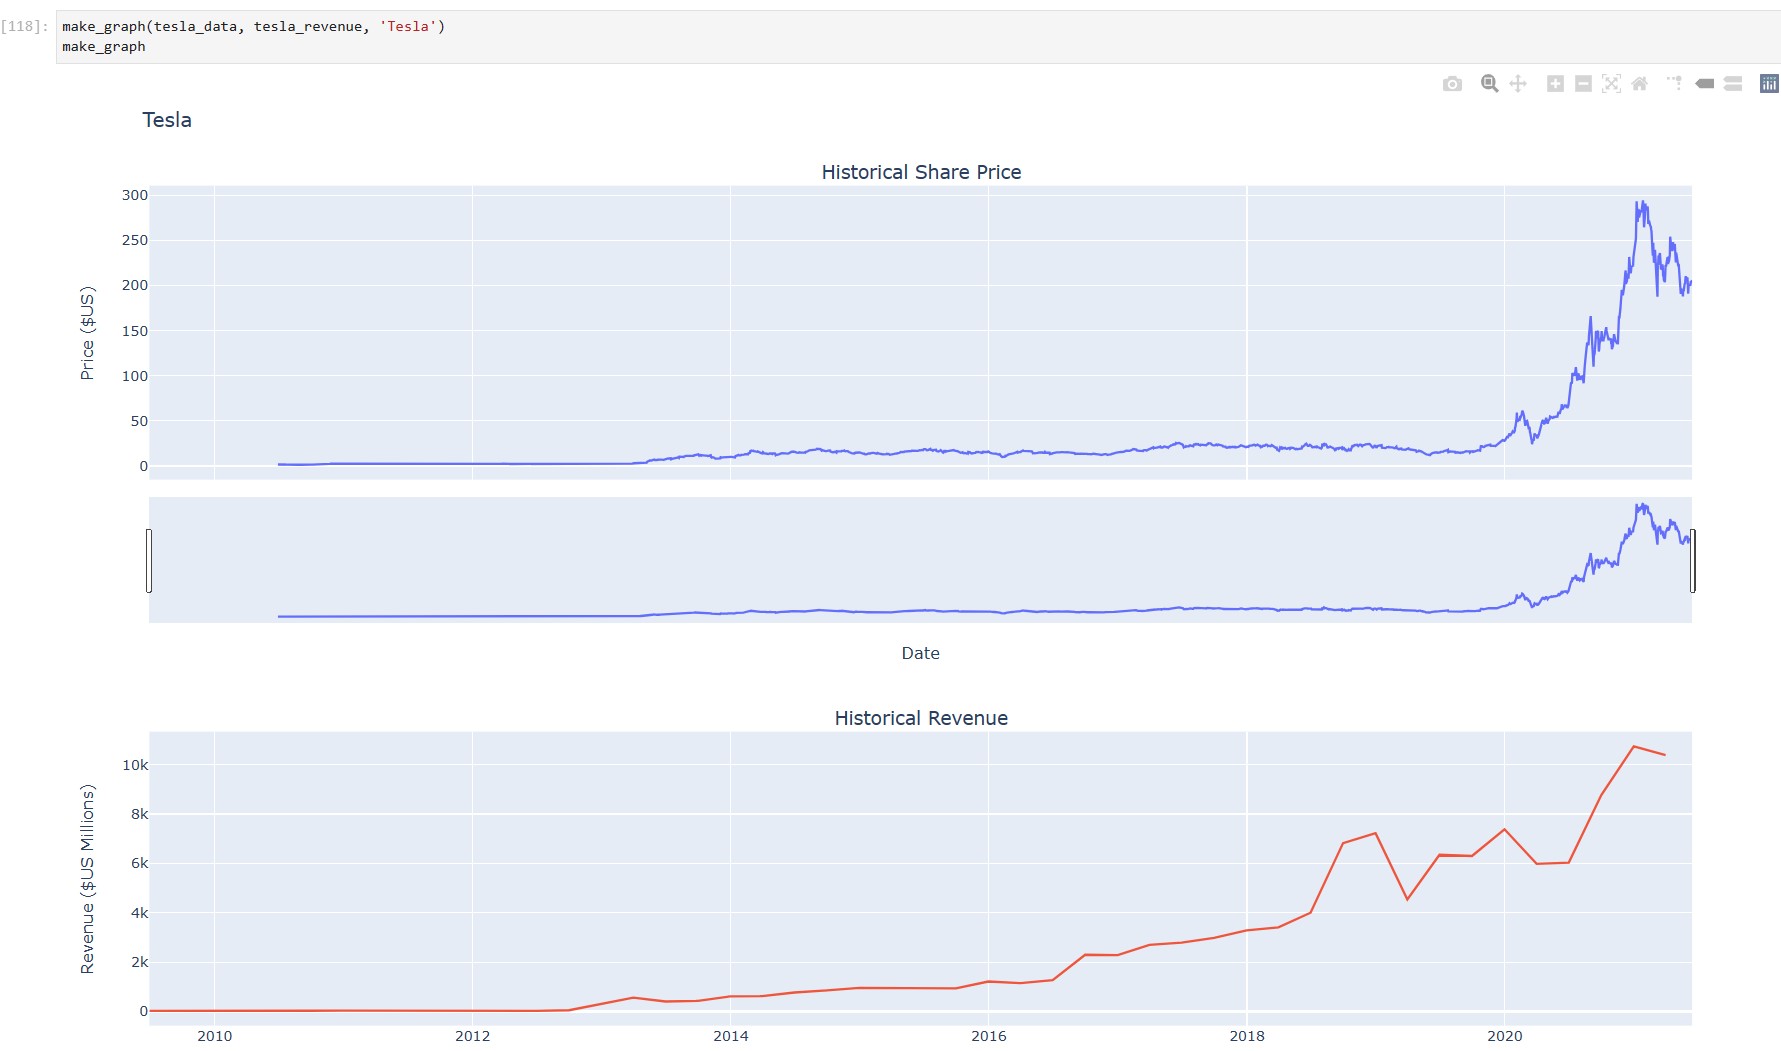 [118]:
make_graph(tesla_data, tesla_revenue, 'Tesla')
make_graph
Tesla
Historical Share Price
300
250
200
150
100
50
0
Price ($US)
Date
Historical Revenue
10k
8k
6k
4k
2k
0
Revenue ($US Millions)
2010 2012 2014 2016 2018 2020